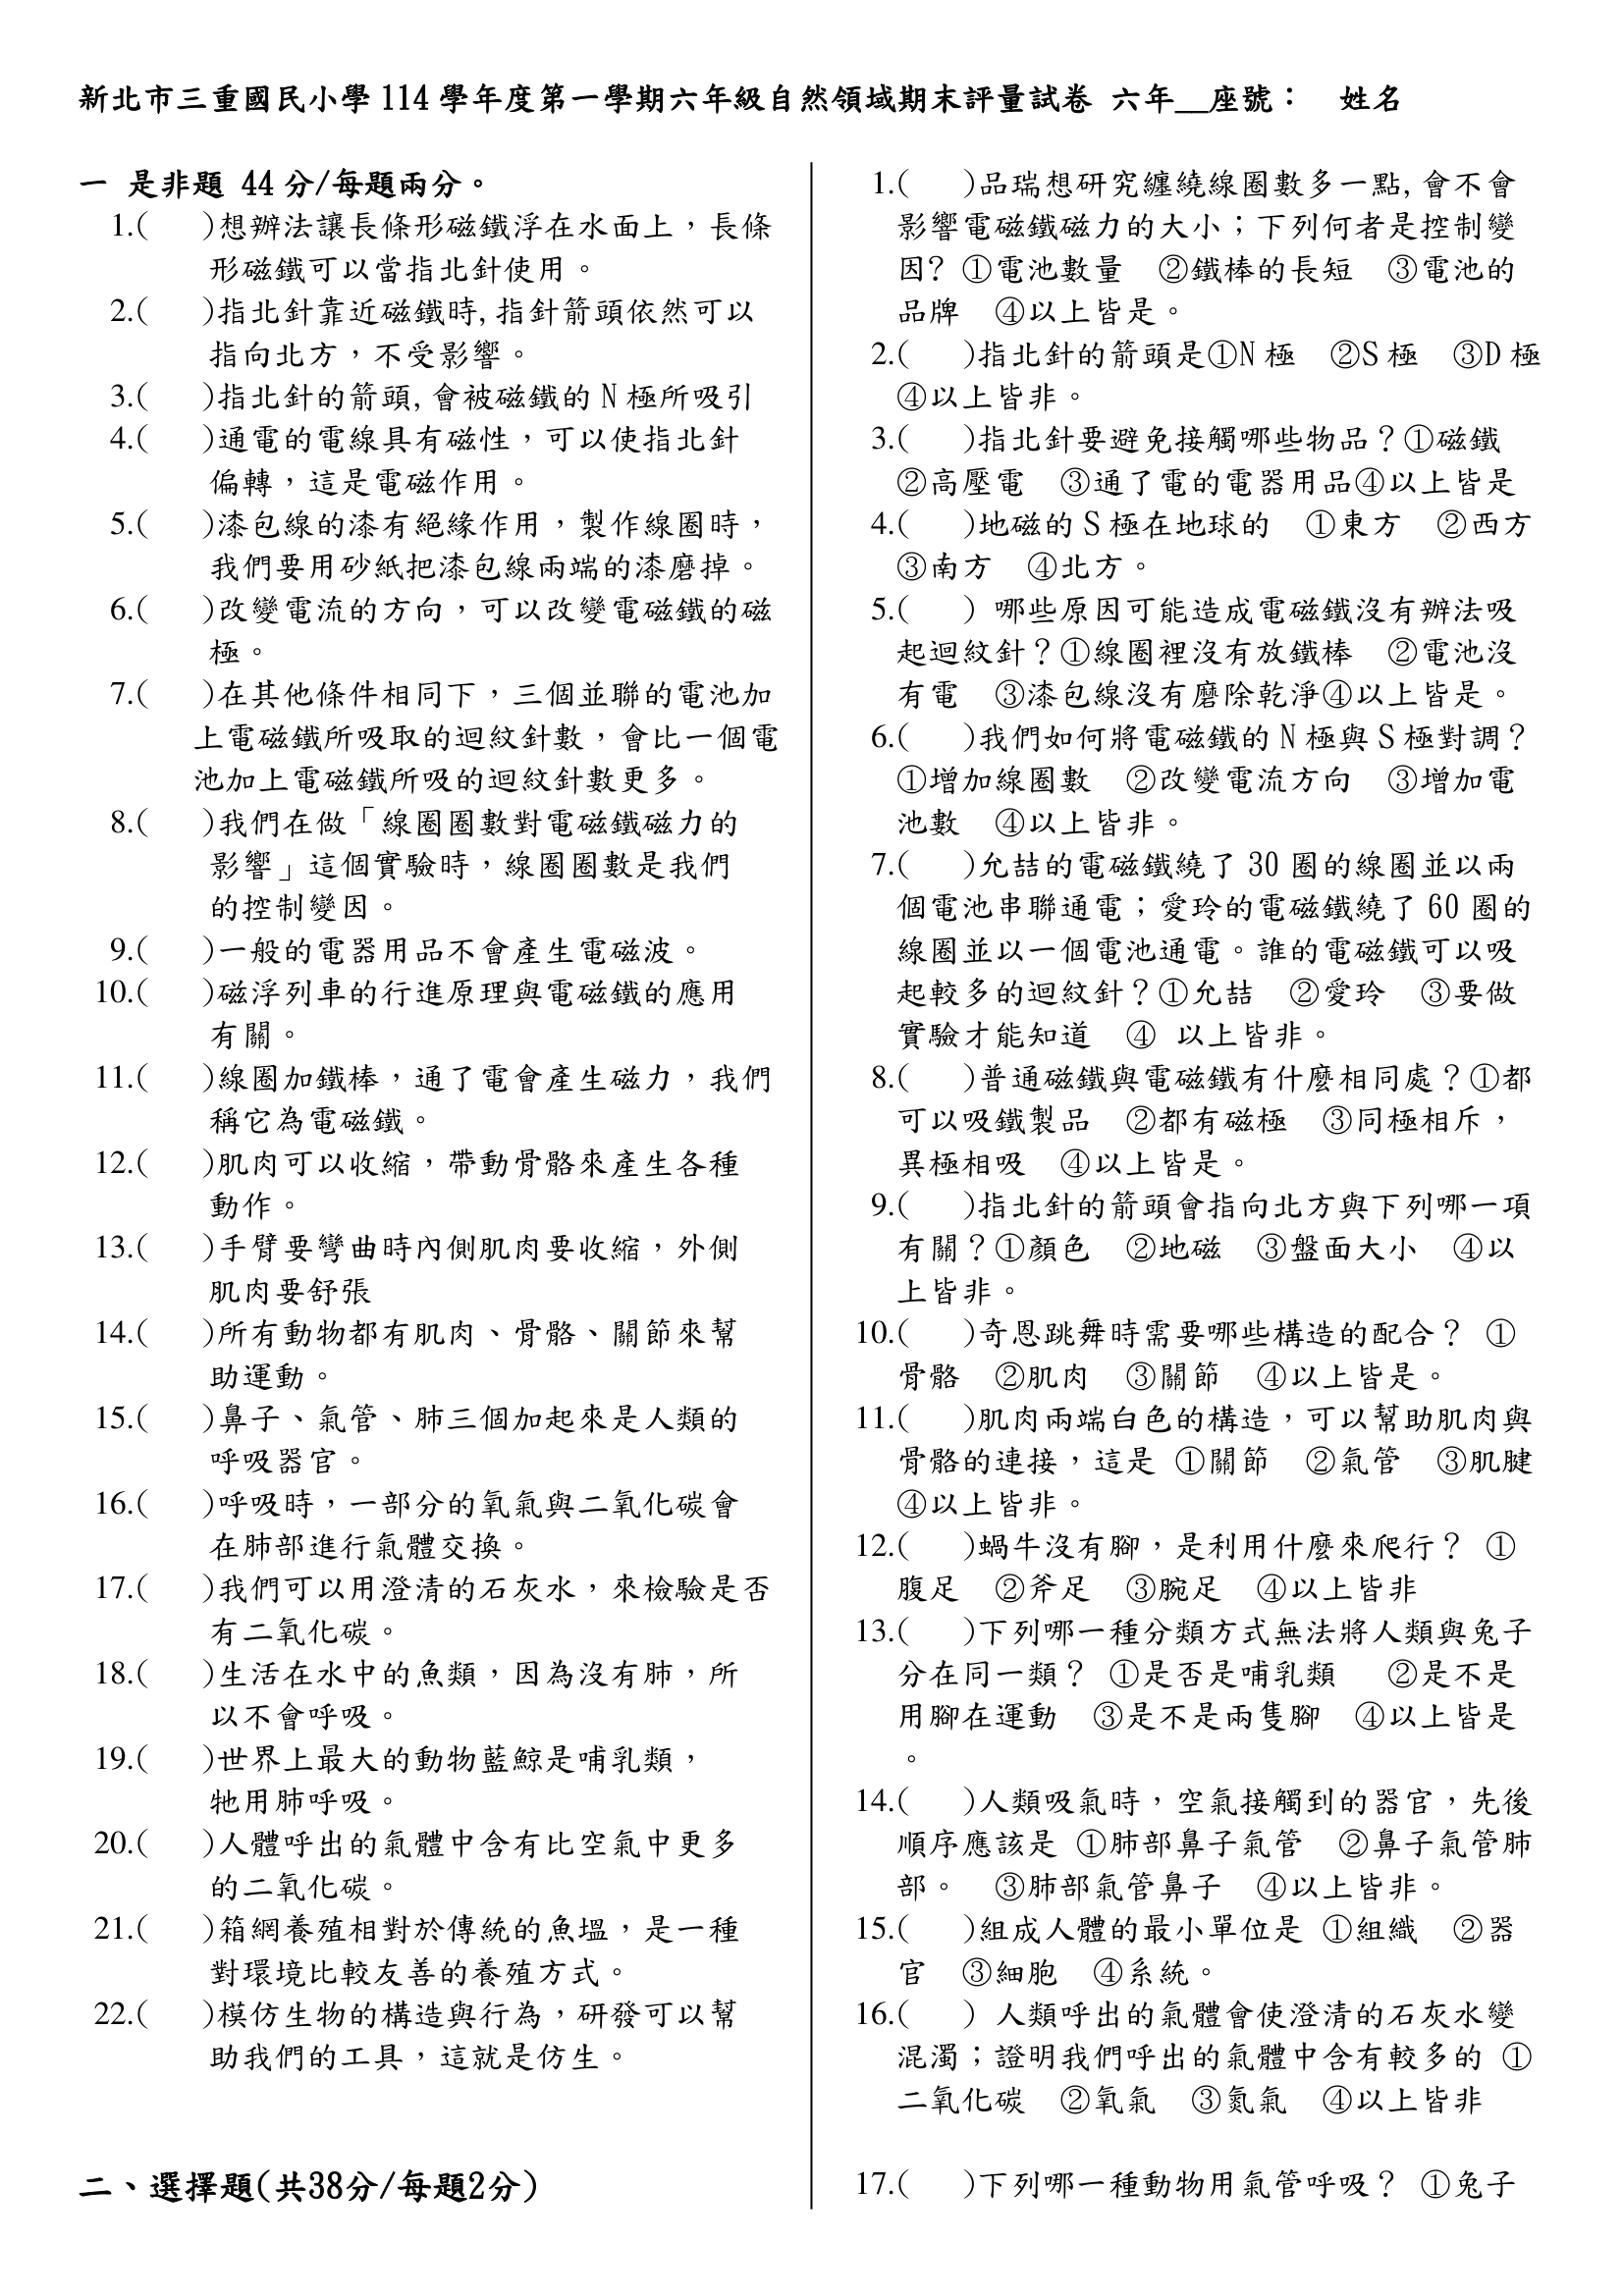 新北市三重國民小學 114 學年度第一學期六年級自然領域期末評量試卷 六年__座號： 姓名
一 是非題 44 分/每題兩分。
1.( )想辦法讓長條形磁鐵浮在水面上，長條
形磁鐵可以當指北針使用。
2.( )指北針靠近磁鐵時,指針箭頭依然可以
指向北方，不受影響。
3.( )指北針的箭頭,會被磁鐵的 N 極所吸引
4.( )通電的電線具有磁性，可以使指北針
偏轉，這是電磁作用。
5.( )漆包線的漆有絕緣作用，製作線圈時，
我們要用砂紙把漆包線兩端的漆磨掉。
6.( )改變電流的方向，可以改變電磁鐵的磁
極。
7.( )在其他條件相同下，三個並聯的電池加
上電磁鐵所吸取的迴紋針數，會比一個電
池加上電磁鐵所吸的迴紋針數更多。
8.( )我們在做「線圈圈數對電磁鐵磁力的
影響」這個實驗時，線圈圈數是我們
的控制變因。
9.( )一般的電器用品不會產生電磁波。
10.( )磁浮列車的行進原理與電磁鐵的應用
有關。
11.( )線圈加鐵棒，通了電會產生磁力，我們
稱它為電磁鐵。
12.( )肌肉可以收縮，帶動骨骼來產生各種
動作。
13.( )手臂要彎曲時內側肌肉要收縮，外側
肌肉要舒張
14.( )所有動物都有肌肉、骨骼、關節來幫
助運動。
15.( )鼻子、氣管、肺三個加起來是人類的
呼吸器官。
16.( )呼吸時，一部分的氧氣與二氧化碳會
在肺部進行氣體交換。
17.( )我們可以用澄清的石灰水，來檢驗是否
有二氧化碳。
18.( )生活在水中的魚類，因為沒有肺，所
以不會呼吸。
19.( )世界上最大的動物藍鯨是哺乳類，
牠用肺呼吸。
20.( )人體呼出的氣體中含有比空氣中更多
的二氧化碳。
21.( )箱網養殖相對於傳統的魚塭，是一種
對環境比較友善的養殖方式。
22.( )模仿生物的構造與行為，研發可以幫
助我們的工具，這就是仿生。
二、選擇題(共38分/每題2分)
1.( )品瑞想研究纏繞線圈數多一點,會不會
影響電磁鐵磁力的大小；下列何者是控制變
因？①電池數量 ②鐵棒的長短 ③電池的
品牌 ④以上皆是。
2.( )指北針的箭頭是①N 極 ②S 極 ③D 極
④以上皆非。
3.( )指北針要避免接觸哪些物品？①磁鐵
②高壓電 ③通了電的電器用品④以上皆是
4.( )地磁的 S 極在地球的 ①東方 ②西方
③南方 ④北方。
5.( ) 哪些原因可能造成電磁鐵沒有辦法吸
起迴紋針？①線圈裡沒有放鐵棒 ②電池沒
有電 ③漆包線沒有磨除乾淨④以上皆是。
6.( )我們如何將電磁鐵的 N 極與 S 極對調？
①增加線圈數 ②改變電流方向 ③增加電
池數 ④以上皆非。
7.( )允喆的電磁鐵繞了 30 圈的線圈並以兩
個電池串聯通電；愛玲的電磁鐵繞了 60 圈的
線圈並以一個電池通電。誰的電磁鐵可以吸
起較多的迴紋針？①允喆 ②愛玲 ③要做
實驗才能知道 ④ 以上皆非。
8.( )普通磁鐵與電磁鐵有什麼相同處？①都
可以吸鐵製品 ②都有磁極 ③同極相斥，
異極相吸 ④以上皆是。
9.( )指北針的箭頭會指向北方與下列哪一項
有關？①顏色 ②地磁 ③盤面大小 ④以
上皆非。
10.( )奇恩跳舞時需要哪些構造的配合？ ①
骨骼 ②肌肉 ③關節 ④以上皆是。
11.( )肌肉兩端白色的構造，可以幫助肌肉與
骨骼的連接，這是 ①關節 ②氣管 ③肌腱
④以上皆非。
12.( )蝸牛沒有腳，是利用什麼來爬行？ ①
腹足 ②斧足 ③腕足 ④以上皆非
13.( )下列哪一種分類方式無法將人類與兔子
分在同一類？ ①是否是哺乳類 ②是不是
用腳在運動 ③是不是兩隻腳 ④以上皆是
。
14.( )人類吸氣時，空氣接觸到的器官，先後
順序應該是 ①肺部鼻子氣管 ②鼻子氣管肺
部。 ③肺部氣管鼻子 ④以上皆非。
15.( )組成人體的最小單位是 ①組織 ②器
官 ③細胞 ④系統。
16.( ) 人類呼出的氣體會使澄清的石灰水變
混濁；證明我們呼出的氣體中含有較多的 ①
二氧化碳 ②氧氣 ③氮氣 ④以上皆非
17.( )下列哪一種動物用氣管呼吸？ ①兔子